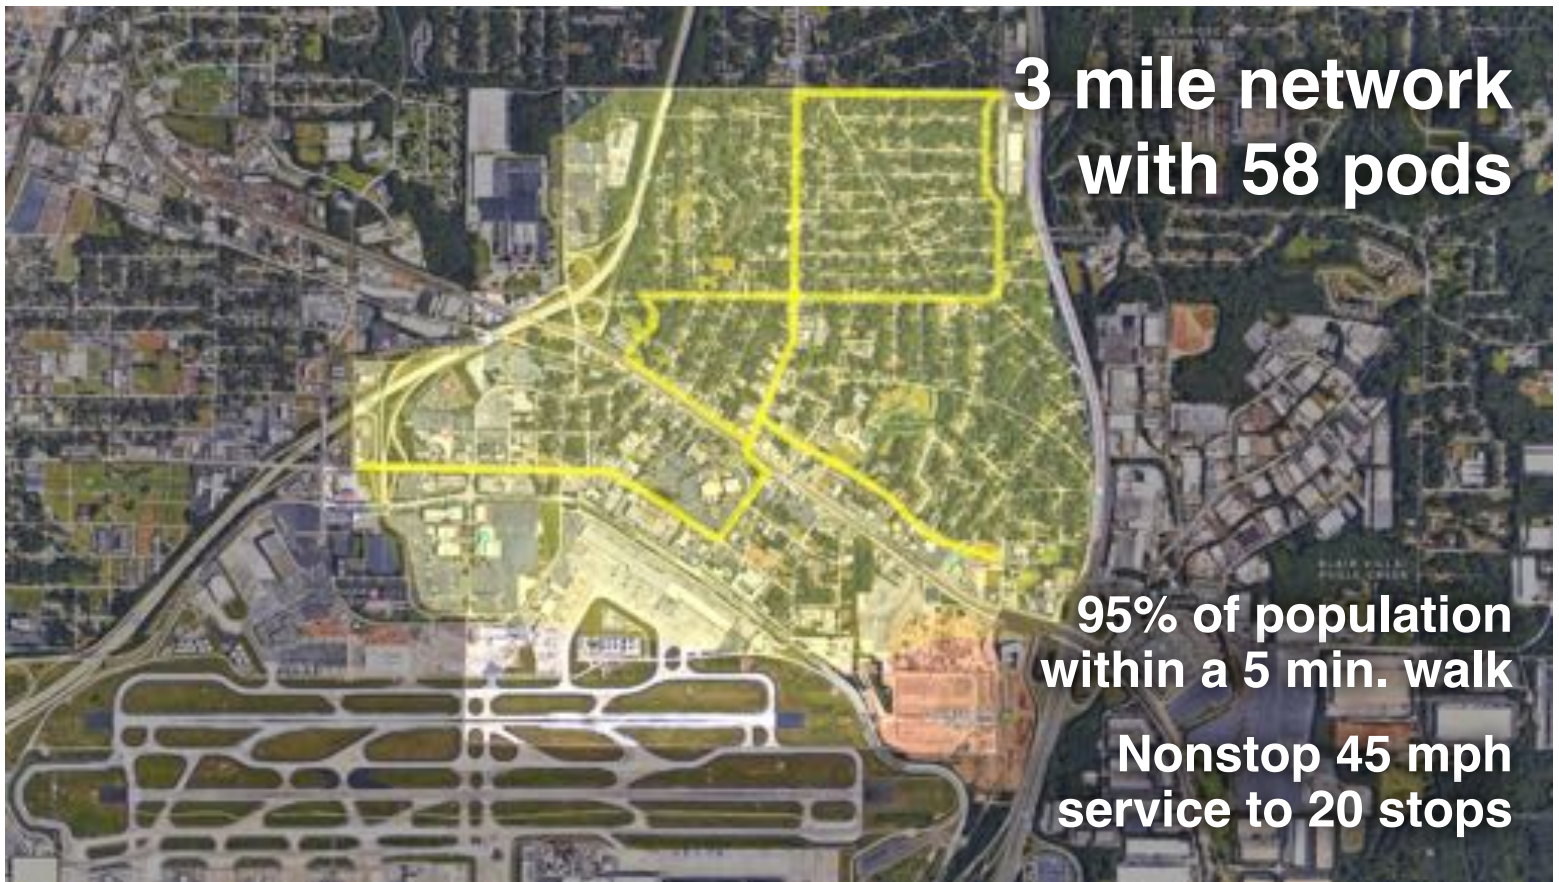 3 mile network
with 58 pods
95% of population
within a 5 min. walk
Nonstop 45 mph
service to 20 stops